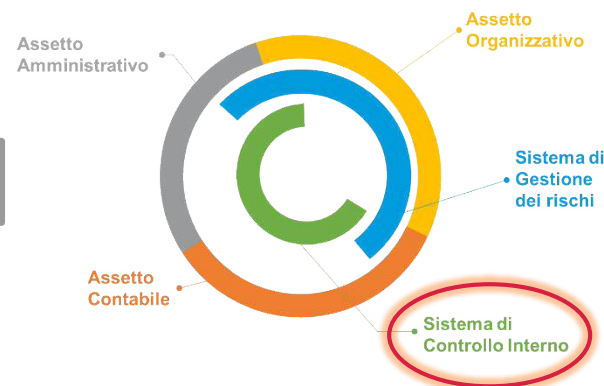 Assetto
Amministrativo
Assetto
Organizzativo
Sistema di
Gestione
dei rischi
Assetto
Contabile
Sistema di
Controllo Interno